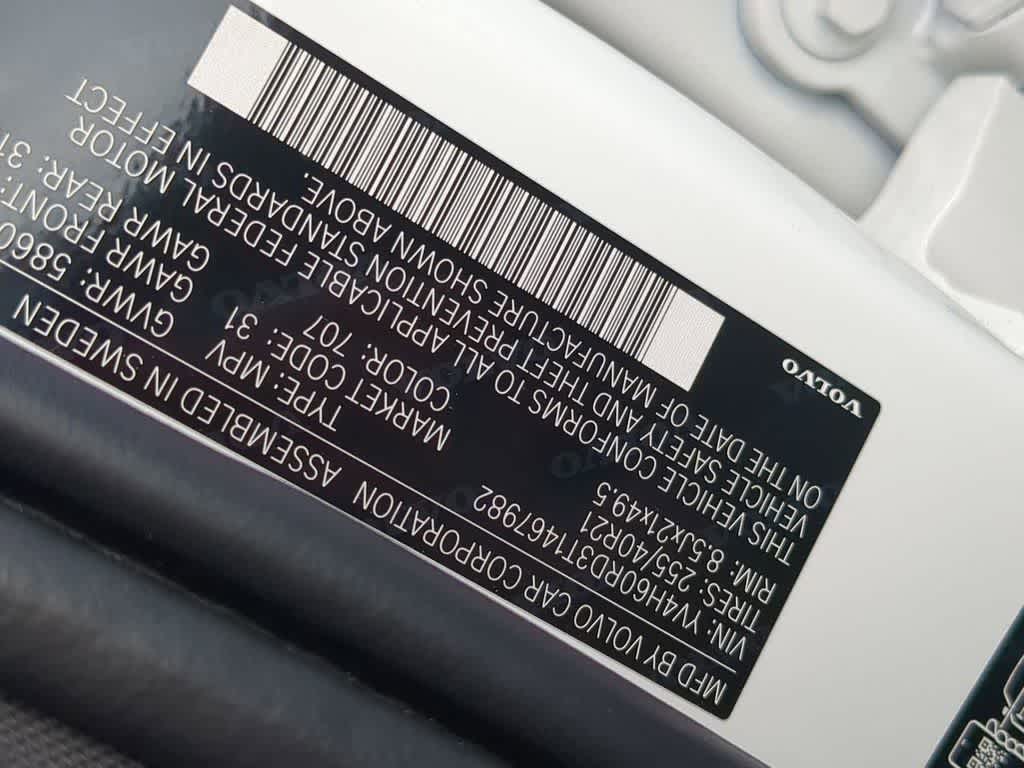 MFD BY VOLVO CAR CORPORATION ASSEMBLED IN SWEDEN
VIN: YV4H60RD3T1467982 TYPE: MPV GVWR: 5860
TIRES: 255/40R21 MARKET CODE: 31 GAWR FRONT:
RIM: 8.5Jx21x49.5 COLOR: 707 GAWR REAR: 31
THIS VEHICLE CONFORMS TO ALL APPLICABLE FEDERAL MOTOR
VEHICLE SAFETY AND THEFT PREVENTION STANDARDS IN EFFECT
ON THE DATE OF MANUFACTURE SHOWN ABOVE.
VOLVO